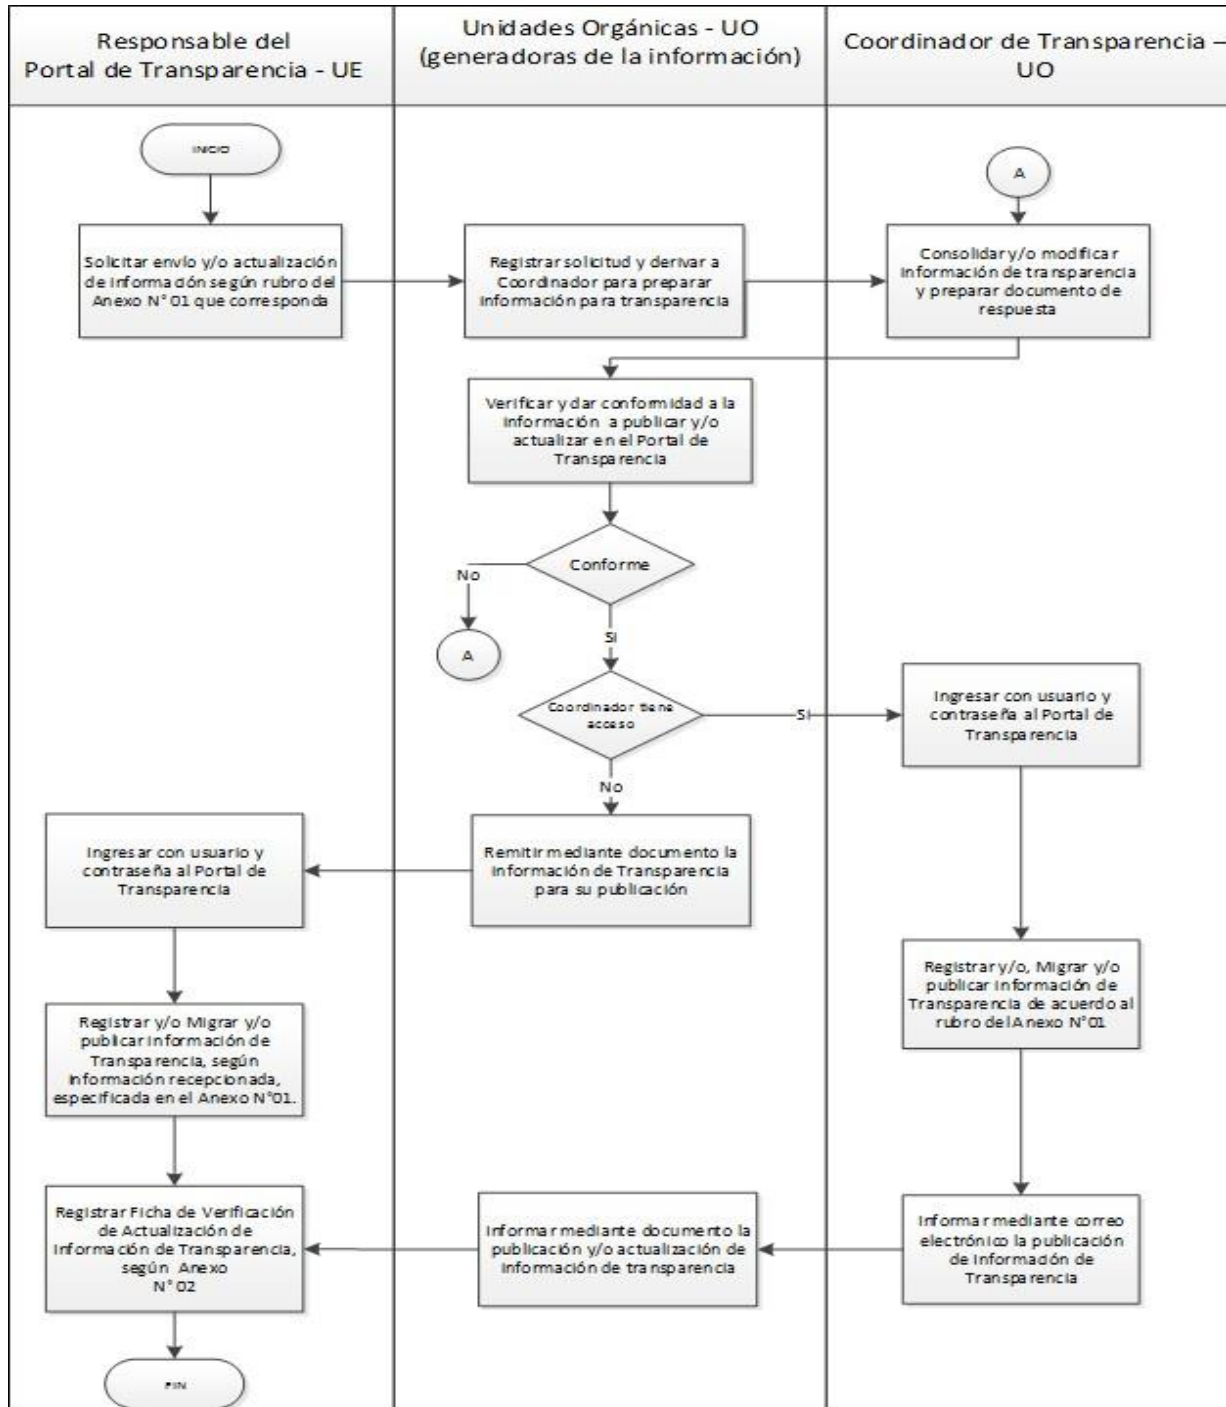 Responsable del
Portal de Transparencia - UE
Unidades Orgánicas - UO
(generadoras de la información)
Coordinador de Transparencia –
UO
INICIO
A
Solicitar envío y/o actualización
de información según rubro del
Anexo N° 01 que corresponda
Registrar solicitud y derivar a
Coordinador para preparar
información para transparencia
Consolidar y/o modificar
información de transparencia
y preparar documento de
respuesta
Verificar y dar conformidad a la
información a publicar y/o
actualizar en el Portal de
Transparencia
Conforme
No
A
Si
Coordinador tiene
acceso
Si
Ingresar con usuario y
contraseña al Portal de
Transparencia
No
Ingresar con usuario y
contraseña al Portal de
Transparencia
Remitir mediante documento la
información de Transparencia
para su publicación
Registrar y/o, Migrar y/o
publicar información de
Transparencia de acuerdo al
rubro del Anexo N°01
Registrar y/o Migrar y/o
publicar información de
Transparencia, según
información recepcionada,
especificada en el Anexo N°01.
Registrar Ficha de Verificación
de Actualización de
Información de Transparencia,
según Anexo
N° 02
Informar mediante documento la
publicación y/o actualización de
información de transparencia
Informar mediante correo
electrónico la publicación
de Información de
Transparencia
FIN